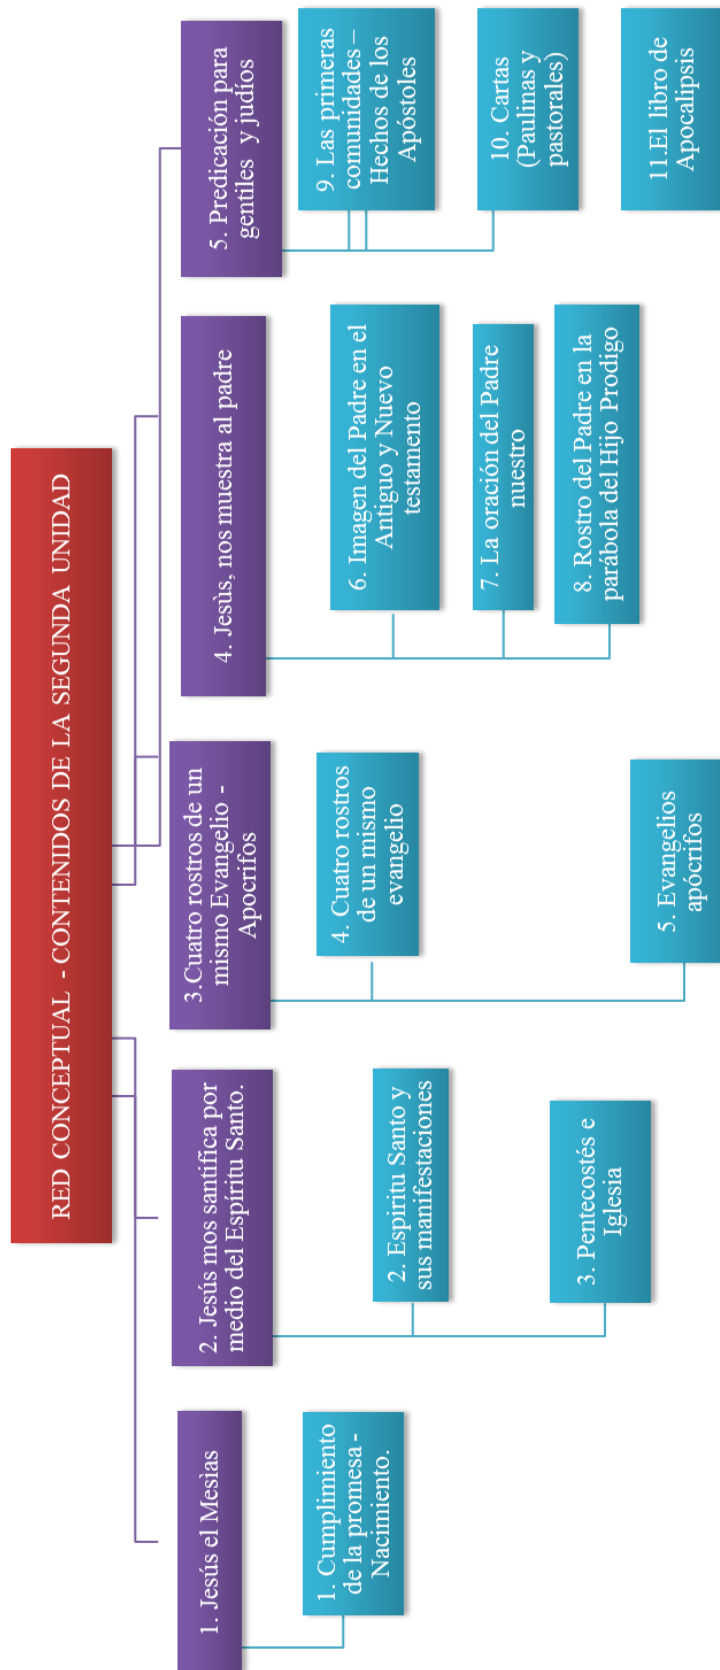 RED CONCEPTUAL - CONTENIDOS DE LA SEGUNDA UNIDAD
1. Jesús el Mesias
1. Cumplimiento
de la promesa -
Nacimiento.
2. Jesús mos santifica por
medio del Espíritu Santo.
2. Espiritu Santo y
sus manifestaciones
3. Pentecostés e
Iglesia
3.Cuatro rostros de un
mismo Evangelio -
Apocrifos
4. Cuatro rostros
de un mismo
evangelio
5. Evangelios
apócrifos
4. Jesùs, nos muestra al padre
6. Imagen del Padre en el
Antiguo y Nuevo
testamento
7. La oración del Padre
nuestro
8. Rostro del Padre en la
parábola del Hijo Prodigo
5. Predicación para
gentiles y judíos
9. Las primeras
comunidades –
Hechos de los
Apóstoles
10. Cartas
(Paulinas y
pastorales)
11.El libro de
Apocalipsis